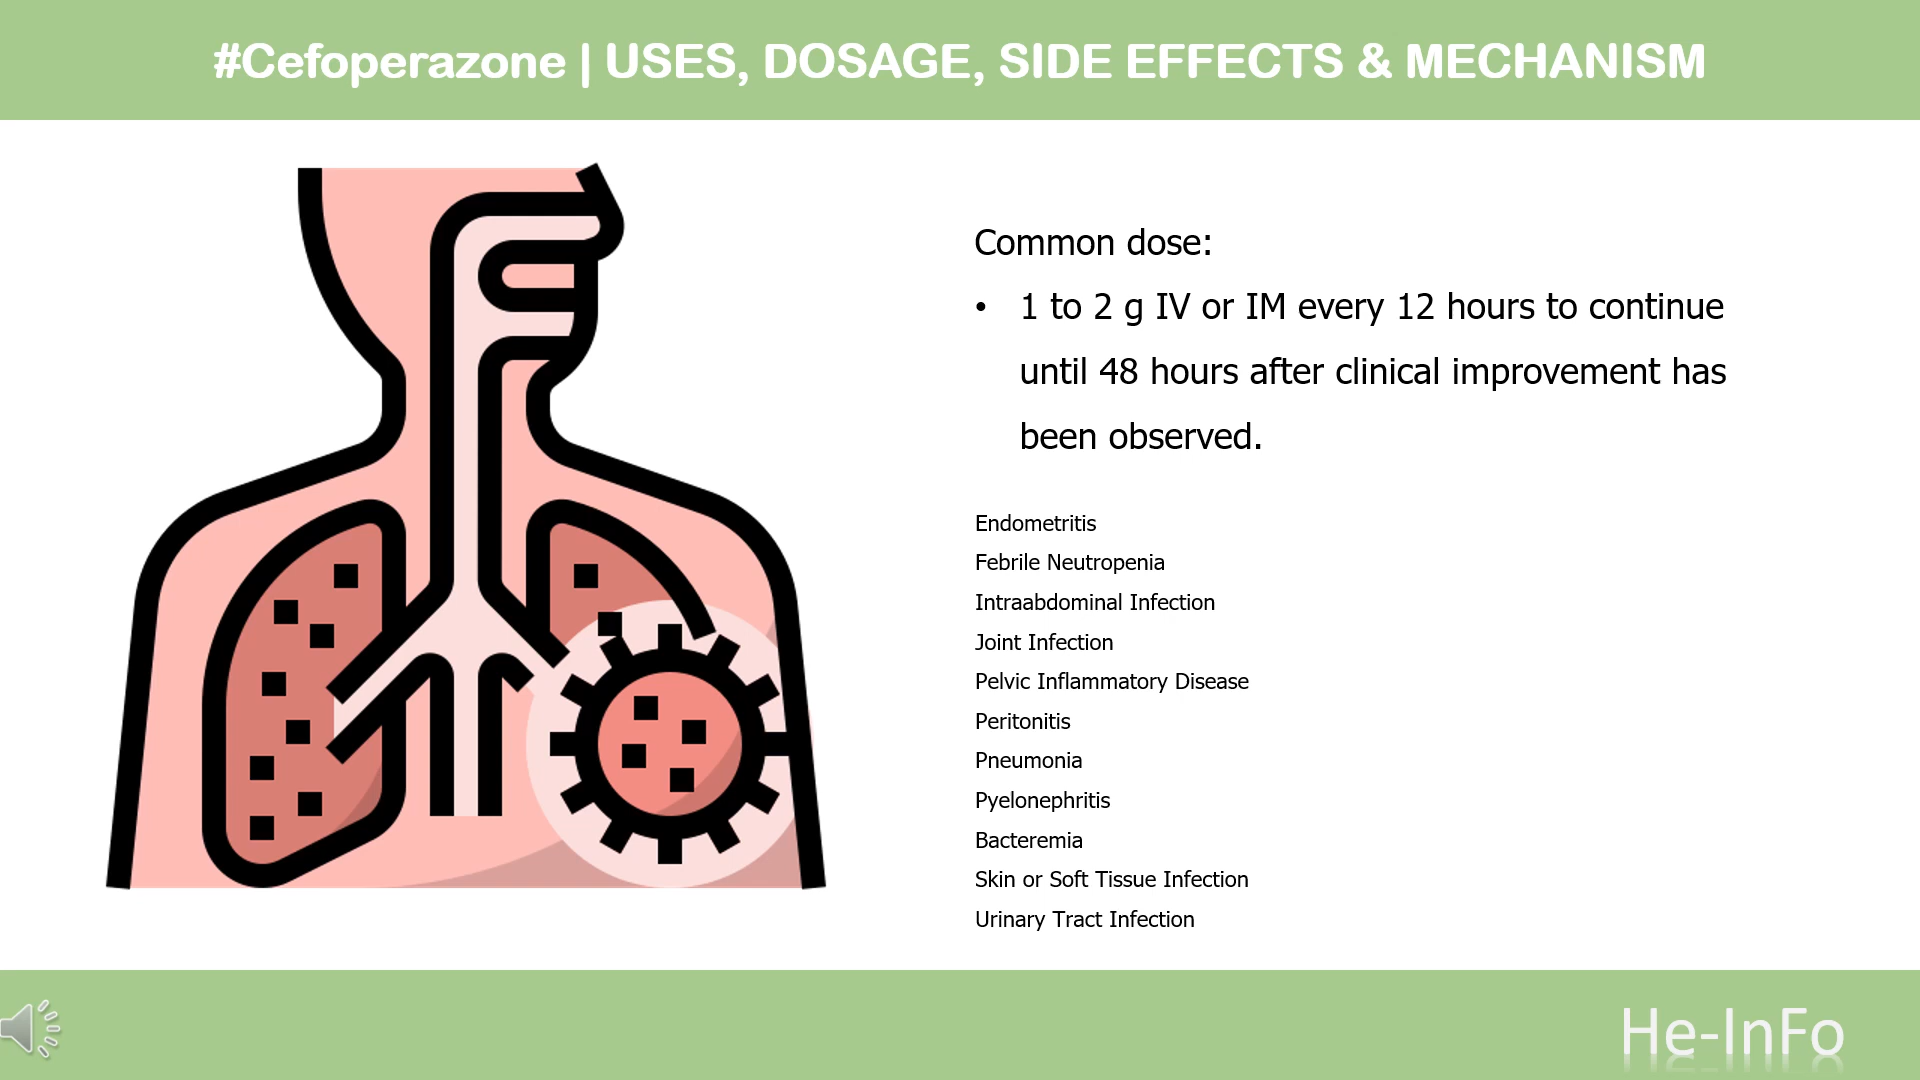 #Cefoperazone | USES, DOSAGE, SIDE EFFECTS & MECHANISM
Common dose:
• 1 to 2 g IV or IM every 12 hours to continue
until 48 hours after clinical improvement has
been observed.
Endometritis
Febrile Neutropenia
Intraabdominal Infection
Joint Infection
Pelvic Inflammatory Disease
Peritonitis
Pneumonia
Pyelonephritis
Bacteremia
Skin or Soft Tissue Infection
Urinary Tract Infection
He-InFo